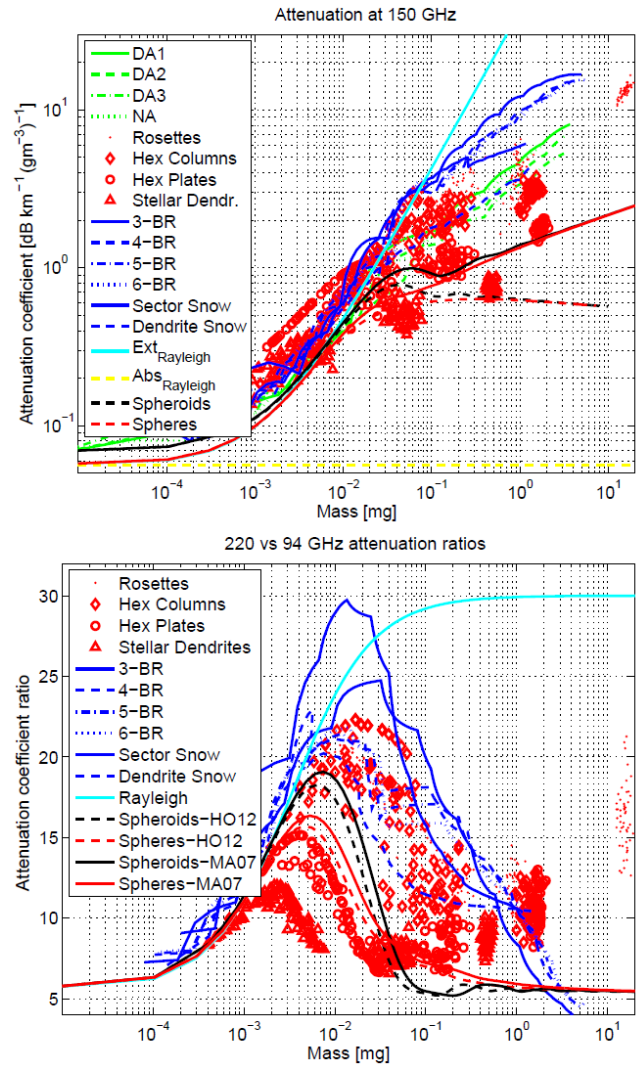 Attenuation at 150 GHz
Attenuation coefficient [dB km⁻¹ (gm⁻³)⁻¹]
10¹
10⁰
10⁻¹
DA1
DA2
DA3
NA
Rosettes
Hex Columns
Hex Plates
Stellar Dendr.
3-BR
4-BR
5-BR
6-BR
Sector Snow
Dendrite Snow
Ext_Rayleigh
Abs_Rayleigh
Spheroids
Spheres
10⁻⁴ 10⁻³ 10⁻² 10⁻¹ 10⁰ 10¹
Mass [mg]
220 vs 94 GHz attenuation ratios
Attenuation coefficient ratio
30
25
20
15
10
5
Rosettes
Hex Columns
Hex Plates
Stellar Dendrites
3-BR
4-BR
5-BR
6-BR
Sector Snow
Dendrite Snow
Rayleigh
Spheroids-HO12
Spheres-HO12
Spheroids-MA07
Spheres-MA07
10⁻⁴ 10⁻³ 10⁻² 10⁻¹ 10⁰ 10¹
Mass [mg]